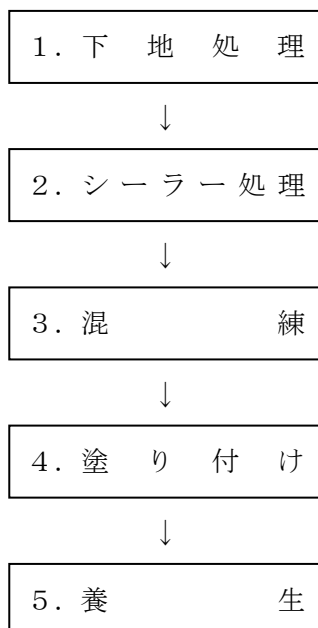 1．下地処理
↓
2．シーラー処理
↓
3．混練
↓
4．塗り付け
↓
5．養生